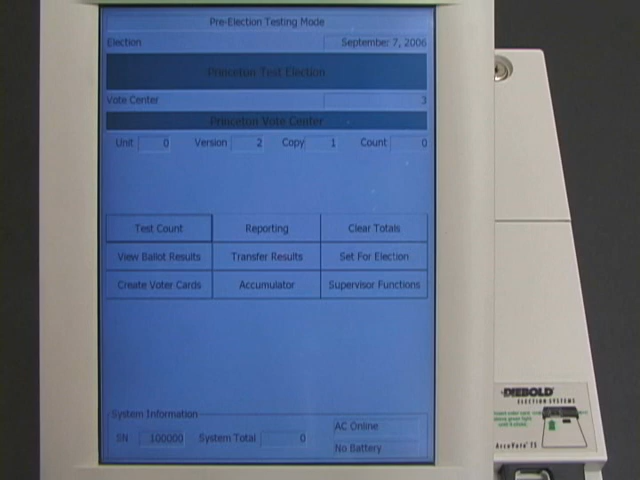 Pre-Election Testing Mode
Election September 7, 2006
Princeton Test Election
Vote Center 3
Princeton Vote Center
Unit 0 Version 2 Copy 1 Count 0
Test Count Reporting Clear Totals
View Ballot Results Transfer Results Set For Election
Create Voter Cards Accumulator Supervisor Functions
System Information
SN 100000 System Total 0
AC Online
No Battery
DIEBOLD
ELECTION SYSTEMS
AccuVote TS